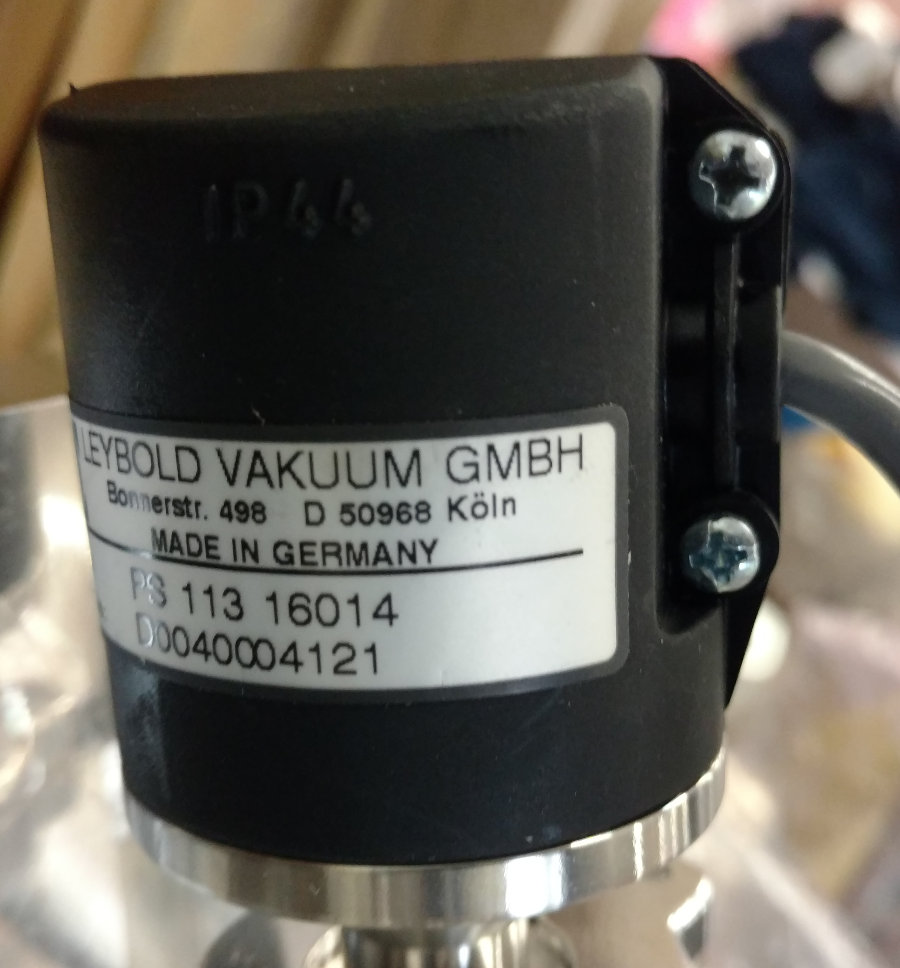 IP44
LEYBOLD VAKUUM GMBH
Bonnerstr. 498 D 50968 Köln
MADE IN GERMANY
PS 113 16014
D0040004121